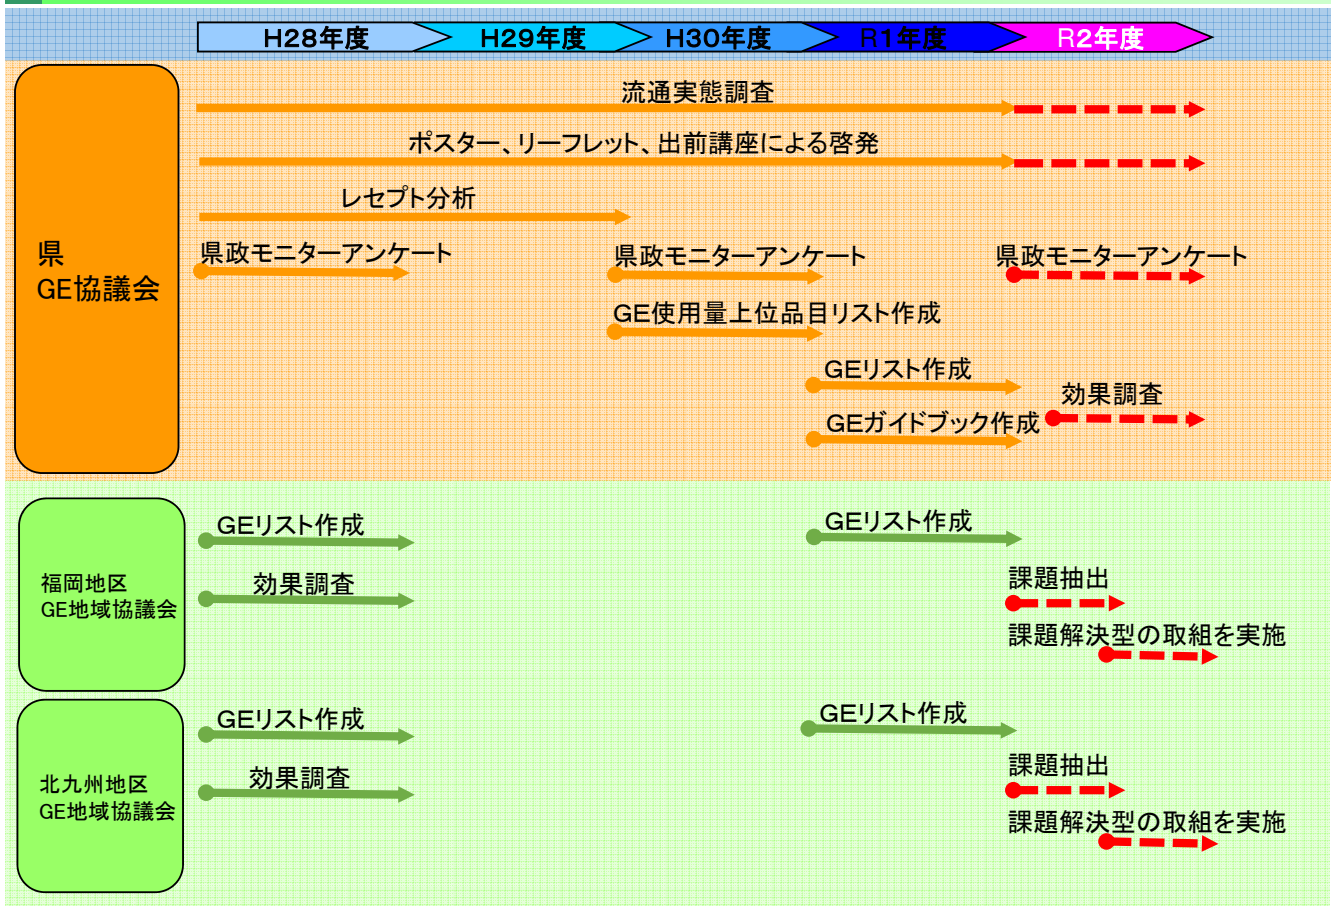 H28年度
H29年度
H30年度
R1年度
R2年度
県
GE協議会
流通実態調査
ポスター、リーフレット、出前講座による啓発
レセプト分析
県政モニターアンケート
県政モニターアンケート
県政モニターアンケート
GE使用量上位品目リスト作成
GEリスト作成
効果調査
GEガイドブック作成
福岡地区
GE地域協議会
GEリスト作成
GEリスト作成
効果調査
課題抽出
課題解決型の取組を実施
北九州地区
GE地域協議会
GEリスト作成
GEリスト作成
効果調査
課題抽出
課題解決型の取組を実施